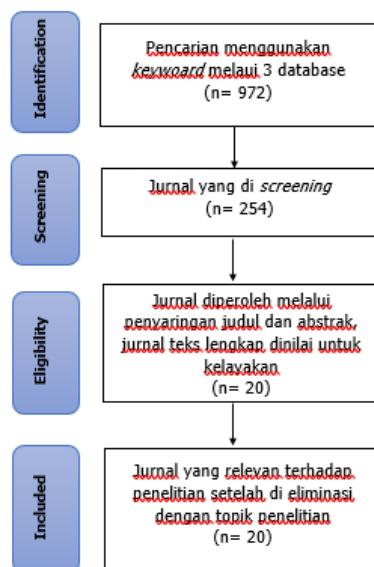 Identification
Pencarian menggunakan
keywoard melaui 3 database
(n= 972)
Screening
Jurnal yang di screening
(n= 254)
Eligibility
Jurnal diperoleh melalui
penyaringan judul dan abstrak,
jurnal teks lengkap dinilai untuk
kelayakan
(n= 20)
Included
Jurnal yang relevan terhadap
penelitian setelah di eliminasi
dengan topik penelitian
(n= 20)